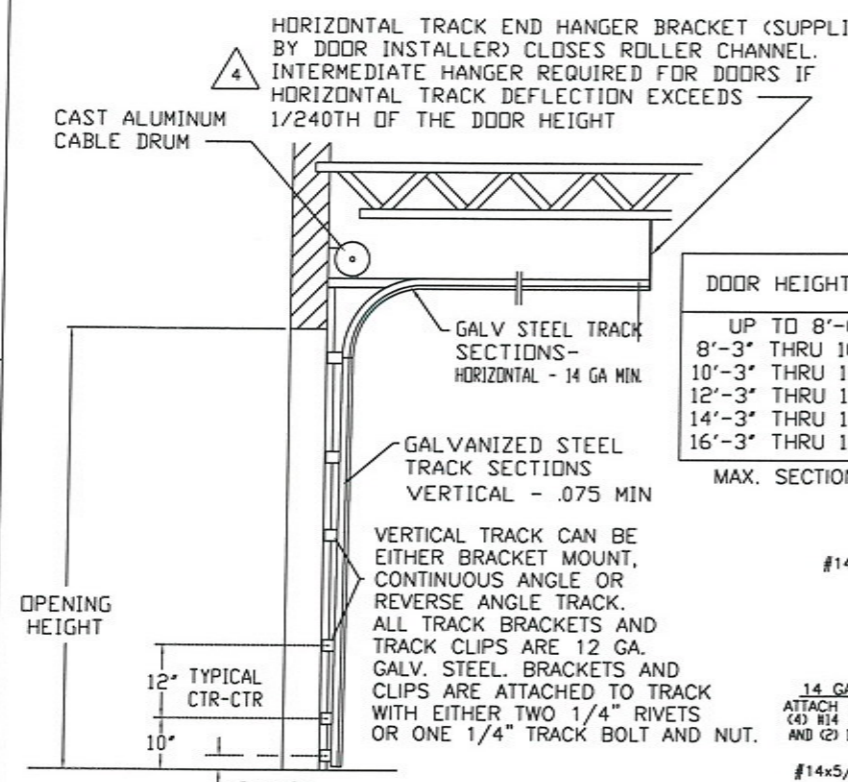 HORIZONTAL TRACK END HANGER BRACKET (SUPPLI
BY DOOR INSTALLER) CLOSES ROLLER CHANNEL.
4
INTERMEDIATE HANGER REQUIRED FOR DOORS IF
HORIZONTAL TRACK DEFLECTION EXCEEDS
1/240TH OF THE DOOR HEIGHT
CAST ALUMINUM
CABLE DRUM
DOOR HEIGHT
UP TO 8'-
8'-3" THRU 1
10'-3" THRU 1
12'-3" THRU 1
14'-3" THRU 1
16'-3" THRU 1
MAX. SECTION
GALV STEEL TRACK
SECTIONS-
HORIZONTAL - 14 GA MIN.
GALVANIZED STEEL
TRACK SECTIONS
VERTICAL - .075 MIN
VERTICAL TRACK CAN BE
EITHER BRACKET MOUNT,
CONTINUOUS ANGLE OR
REVERSE ANGLE TRACK.
ALL TRACK BRACKETS AND
TRACK CLIPS ARE 12 GA.
GALV. STEEL. BRACKETS AND
CLIPS ARE ATTACHED TO TRACK
WITH EITHER TWO 1/4" RIVETS
OR ONE 1/4" TRACK BOLT AND NUT.
OPENING
HEIGHT
12" TYPICAL
CTR-CTR
10"
#14
14 GA
ATTACH
(4) #14
AND (2)
#14x5/